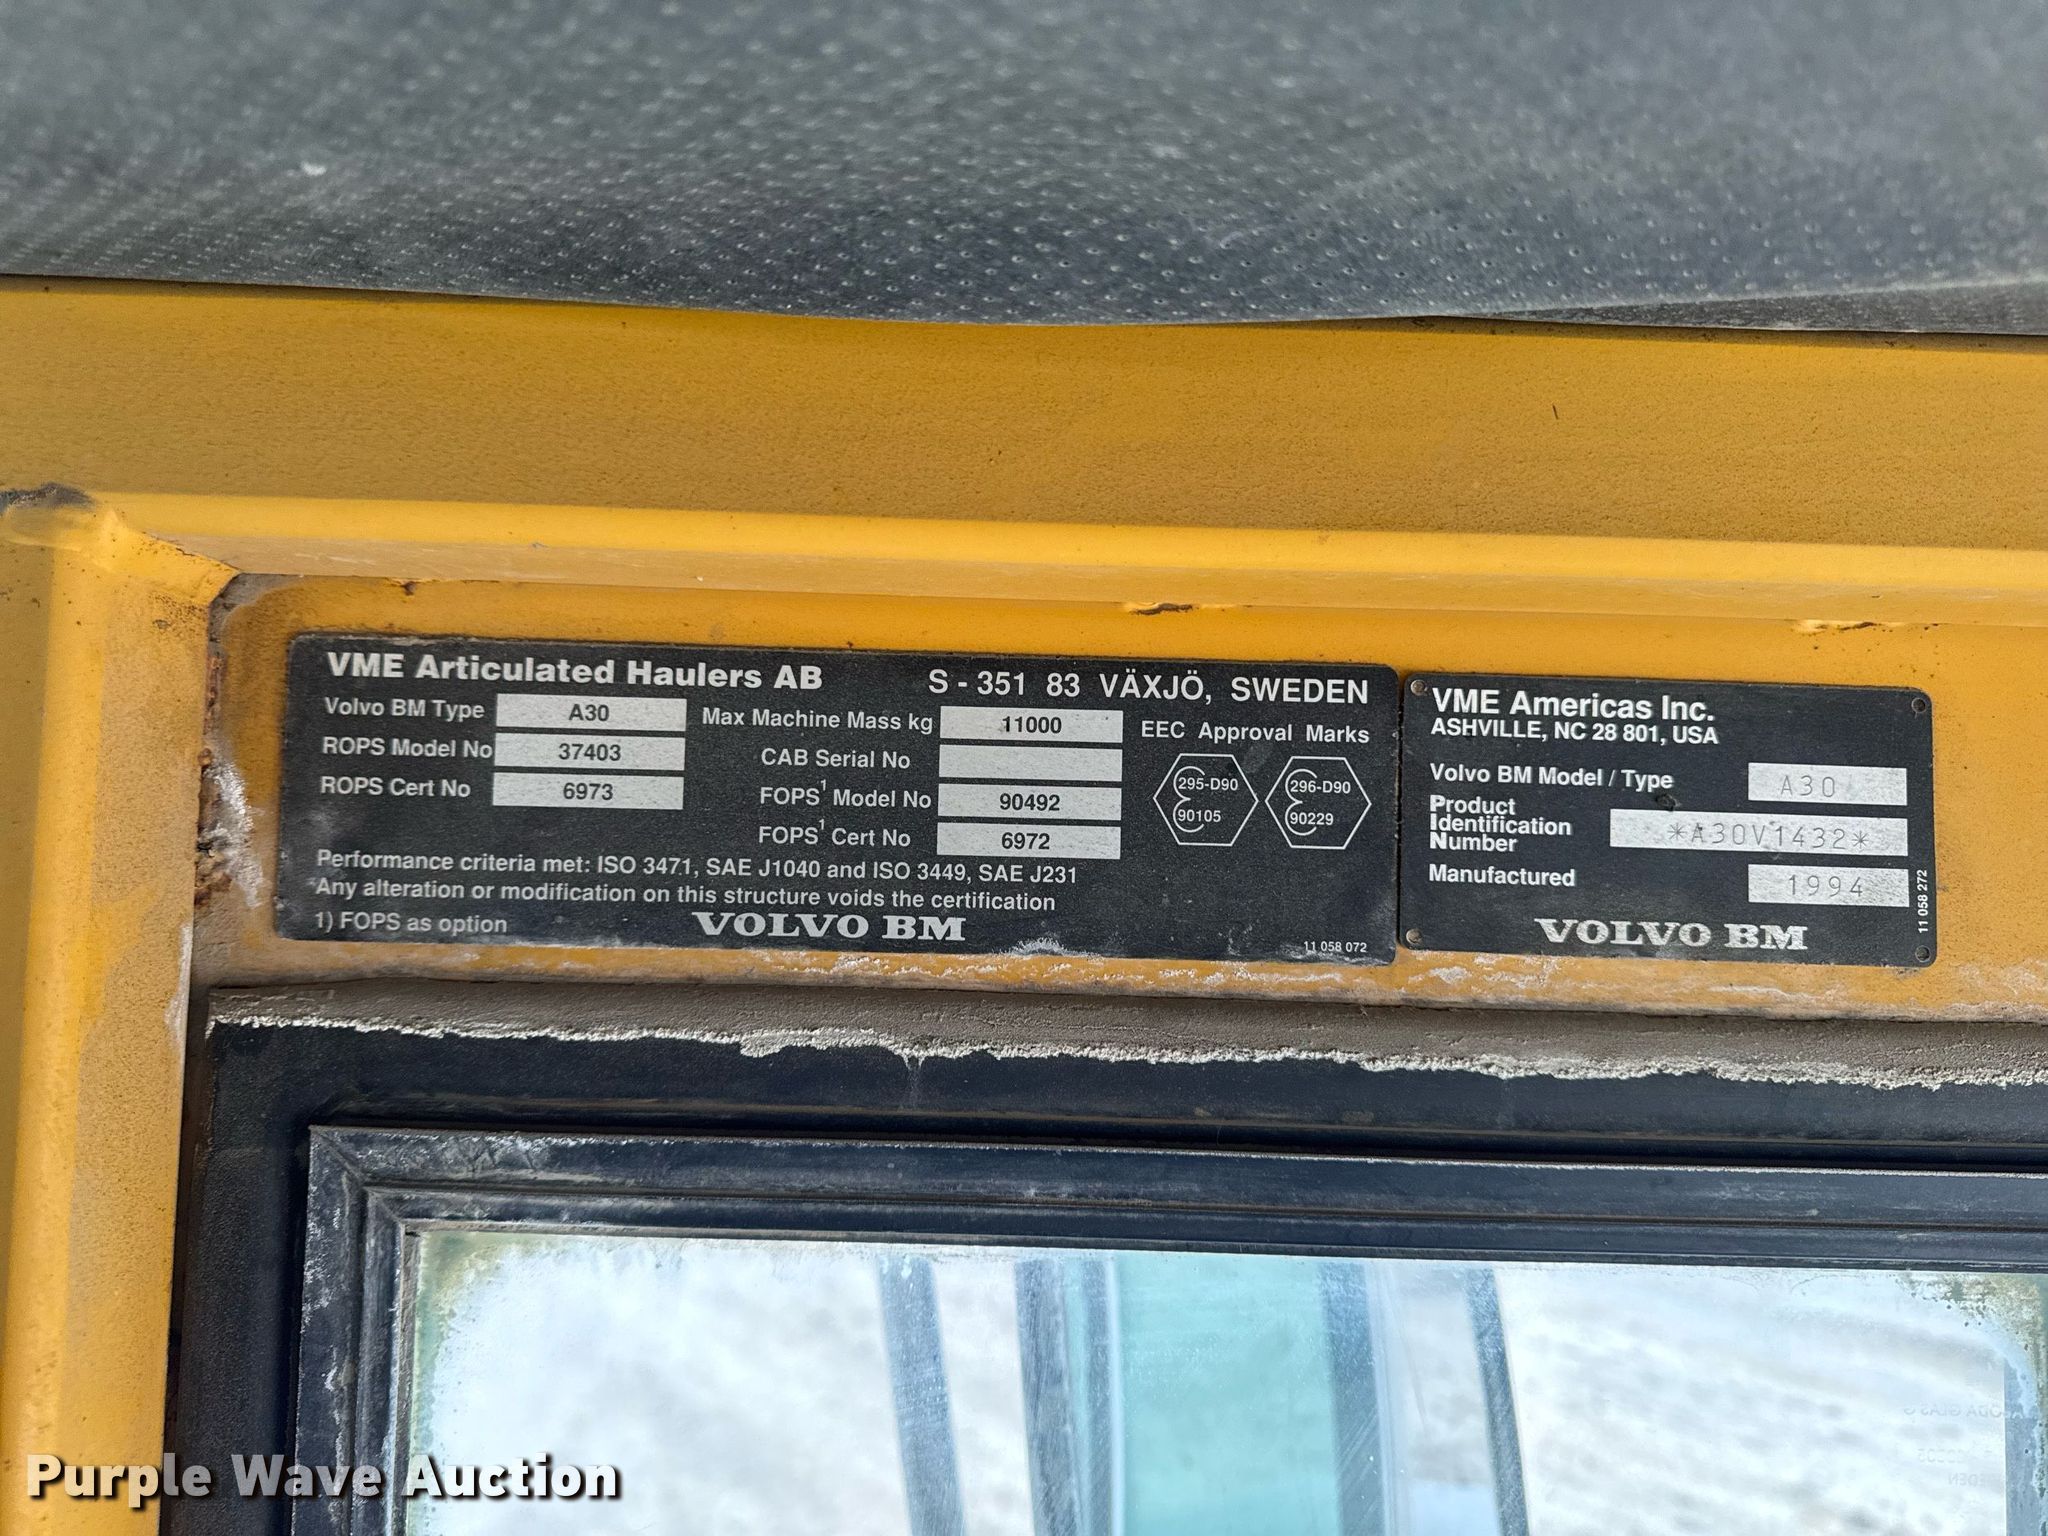 VME Articulated Haulers AB
S - 351 83 VÄXJÖ, SWEDEN
Volvo BM Type A30
ROPS Model No 37403
ROPS Cert No 6973
Max Machine Mass kg 11000
CAB Serial No
FOPS¹ Model No 90492
FOPS¹ Cert No 6972
EEC Approval Marks
295-D90
90105
296-D90
90229
Performance criteria met: ISO 3471, SAE J1040 and ISO 3449, SAE J231
Any alteration or modification on this structure voids the certification
1) FOPS as option
VOLVO BM
11 058 072
VME Americas Inc.
ASHVILLE, NC 28 801, USA
Volvo BM Model / Type A30
Product Identification Number *A30V1432*
Manufactured 1994
VOLVO BM
11 058 272
Purple Wave Auction